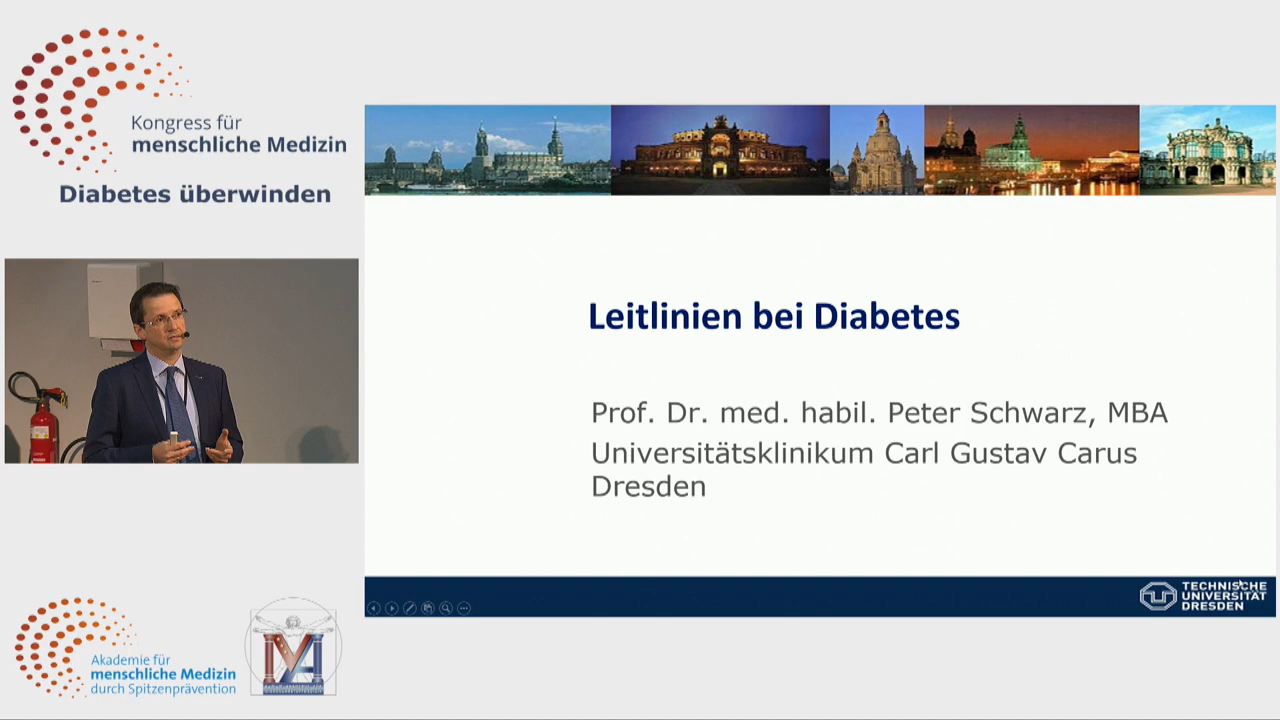 Kongress für
menschliche Medizin
Diabetes überwinden
Leitlinien bei Diabetes
Prof. Dr. med. habil. Peter Schwarz, MBA
Universitätsklinikum Carl Gustav Carus
Dresden
TECHNISCHE
UNIVERSITÄT
DRESDEN
Akademie für
menschliche Medizin
durch Spitzenprävention